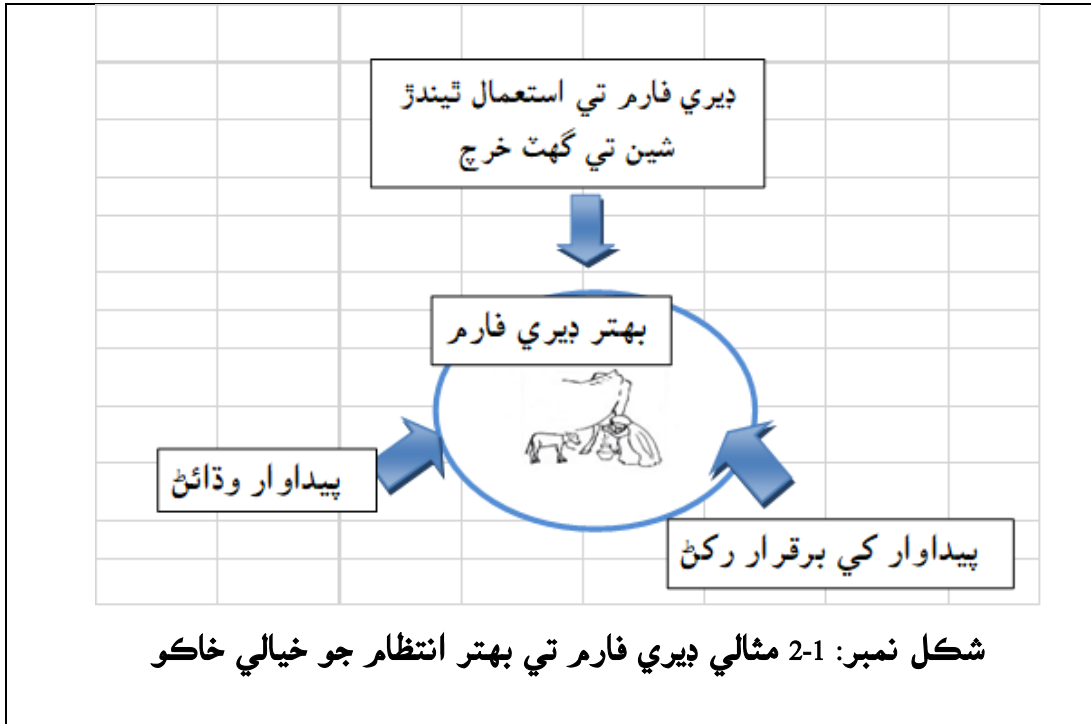 ڊيري فارم تي استعمال ٿيندڙ
شين تي گهٽ خرچ
بهتر ڊيري فارم
پيداوار وڌائڻ
پيداوار کي برقرار رکڻ
شڪل نمبر: 1-2 مثالي ڊيري فارم تي بهتر انتظام جو خيالي خاڪو